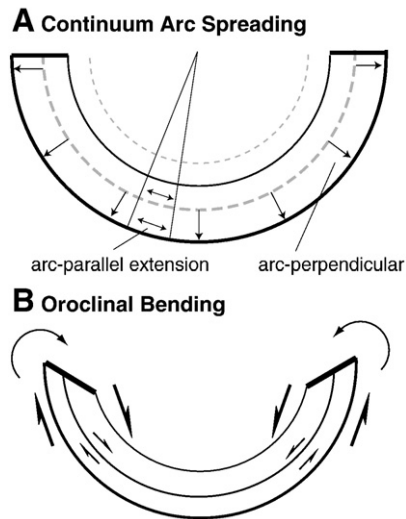 A Continuum Arc Spreading
arc-parallel extension
arc-perpendicular
B Oroclinal Bending